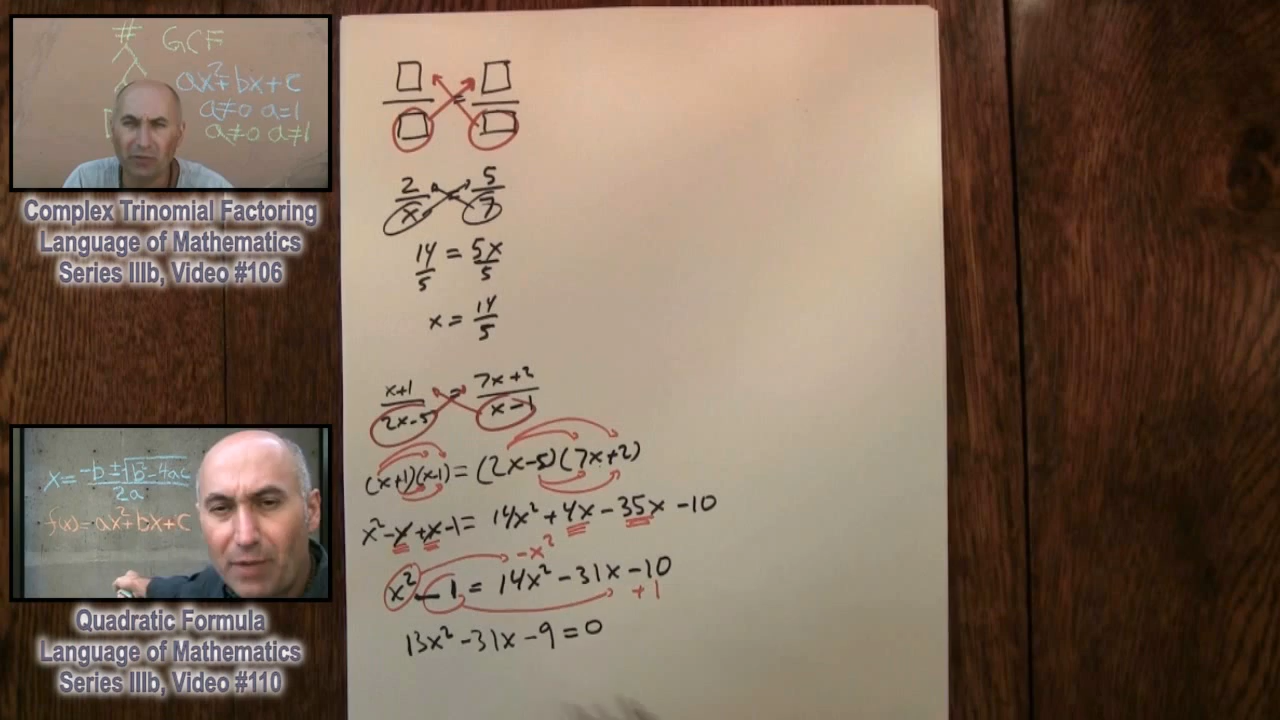 # GCF
ax²+bx+c
a≠0 a=1
a≠0 a≠1
Complex Trinomial Factoring
Language of Mathematics
Series IIIb, Video #106
x = -b ± √b²-4ac
2a
f(x)=ax²+bx+c
Quadratic Formula
Language of Mathematics
Series IIIb, Video #110
□/□ = □/□
2/x = 5/7
14/5 = 5x/5
x = 14/5
x+1/2x-5 = 7x+2/x-1
(x+1)(x-1) = (2x-5)(7x+2)
x²-x+x-1 = 14x²+4x-35x-10
-x²
x²-1 = 14x²-31x-10
+1
13x²-31x-9=0